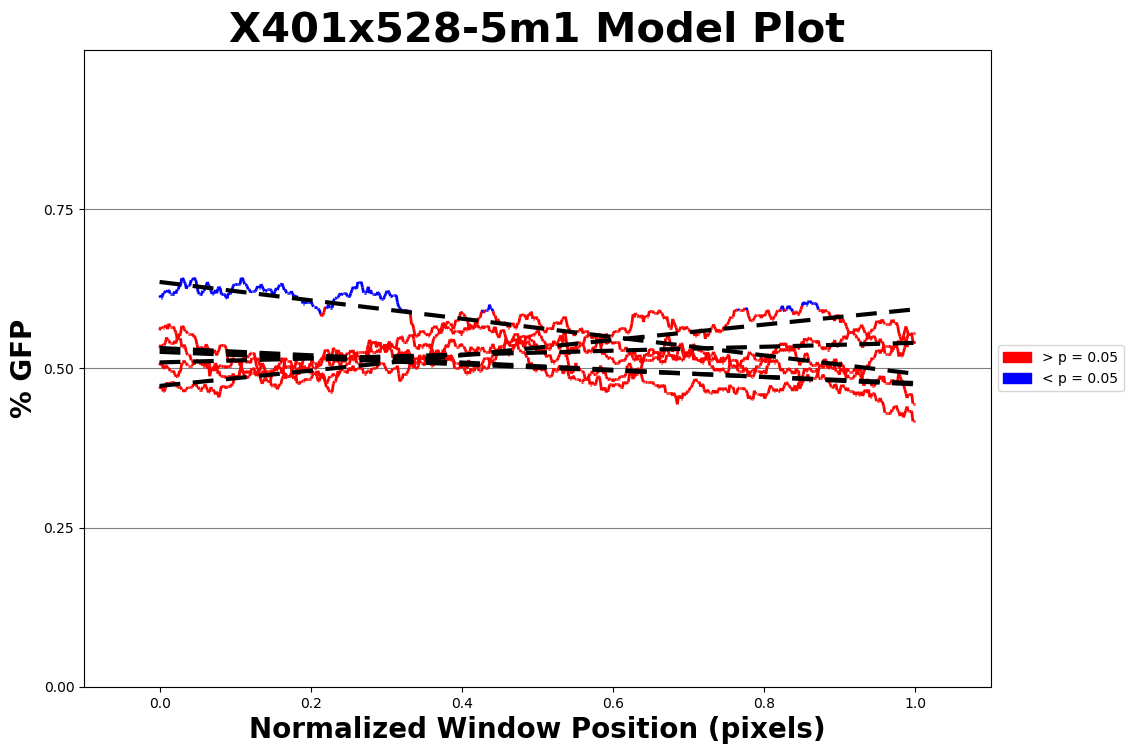 X401x528-5m1 Model Plot
% GFP
0.75
0.50
0.25
0.00
0.0 0.2 0.4 0.6 0.8 1.0
Normalized Window Position (pixels)
> p = 0.05
< p = 0.05